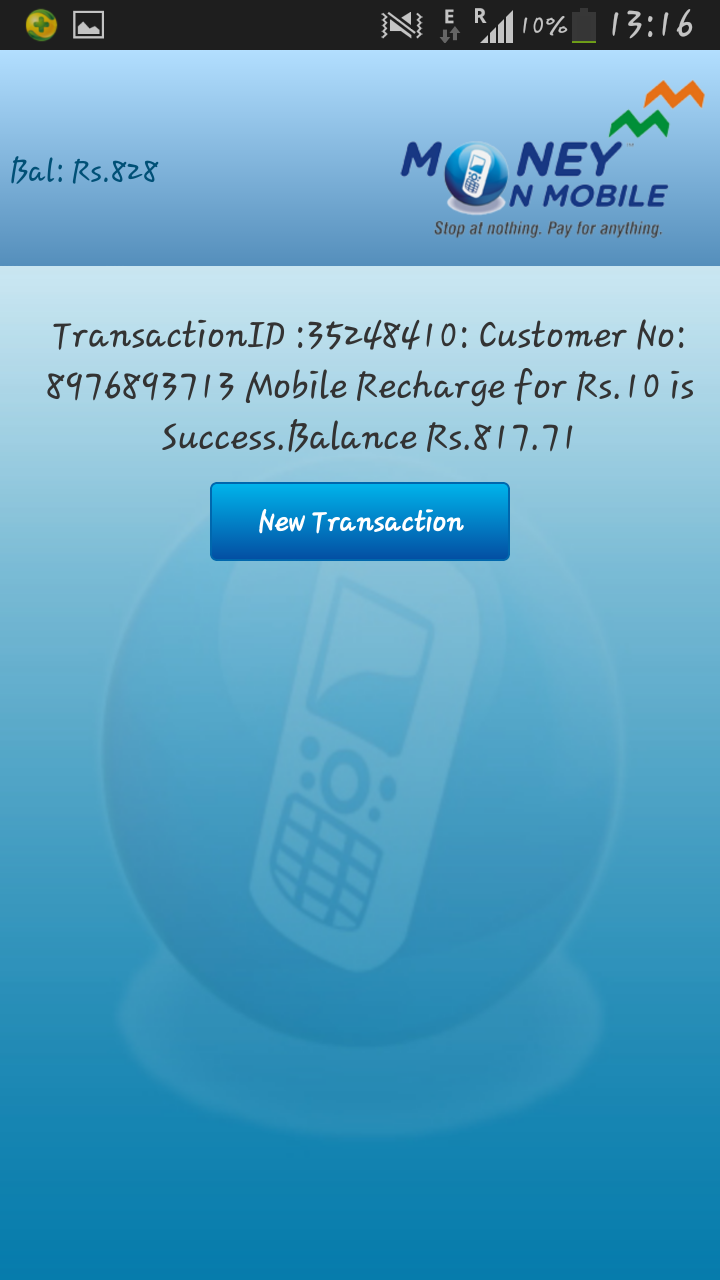 E R 10% 13:16
Bal: Rs.828
MONEY
ON MOBILE
Stop at nothing. Pay for anything.
TransactionID :35248410: Customer No:
8976893713 Mobile Recharge for Rs.10 is
Success.Balance Rs.817.71
New Transaction